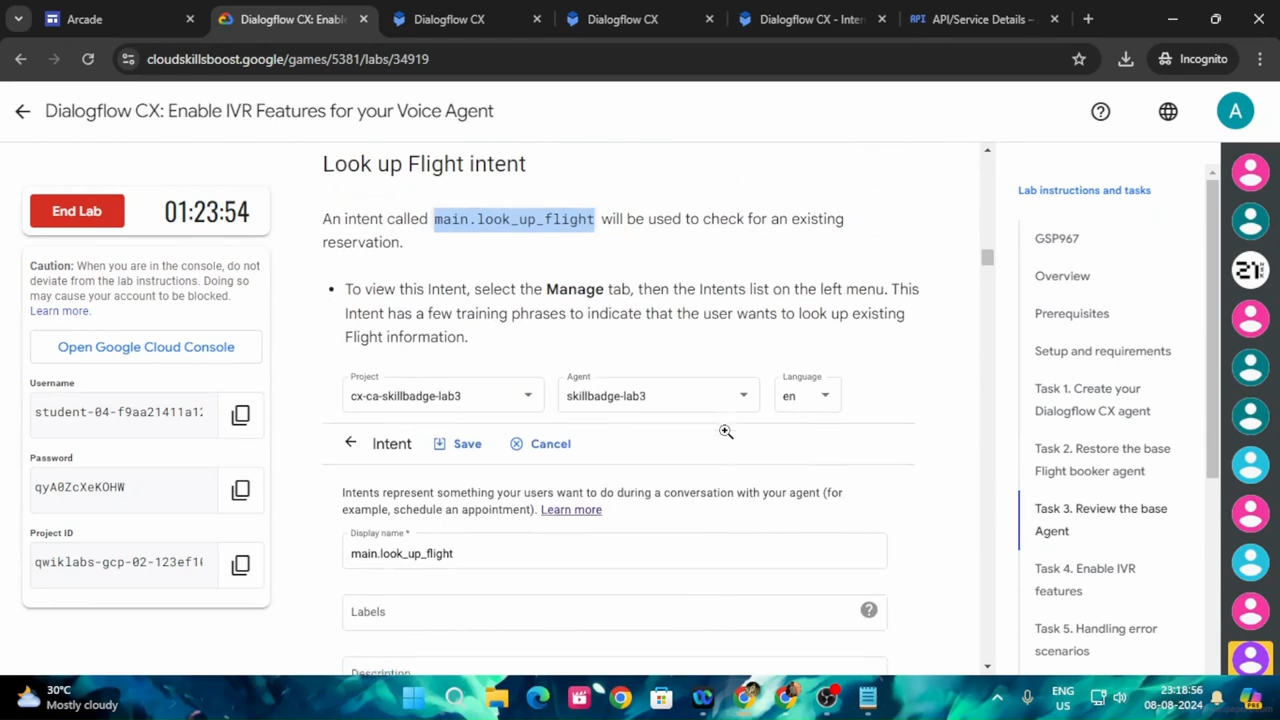 Arcade
Dialogflow CX: Enable
Dialogflow CX
Dialogflow CX
Dialogflow CX - Inter
API/Service Details –
cloudskillsboost.google/games/5381/labs/34919
Incognito
Dialogflow CX: Enable IVR Features for your Voice Agent
A
End Lab
01:23:54
Caution: When you are in the console, do not
deviate from the lab instructions. Doing so
may cause your account to be blocked.
Learn more.
Open Google Cloud Console
Username
student-04-f9aa21411a12
Password
qyA0ZcXeKOHW
Project ID
qwiklabs-gcp-02-123ef16
Look up Flight intent
An intent called main.look_up_flight will be used to check for an existing
reservation.
• To view this Intent, select the Manage tab, then the Intents list on the left menu. This
Intent has a few training phrases to indicate that the user wants to look up existing
Flight information.
Project
cx-ca-skillbadge-lab3
Agent
skillbadge-lab3
Language
en
Intent
Save
Cancel
Intents represent something your users want to do during a conversation with your agent (for
example, schedule an appointment). Learn more
Display name *
main.look_up_flight
Labels
Description
Lab instructions and tasks
GSP967
Overview
Prerequisites
Setup and requirements
Task 1. Create your
Dialogflow CX agent
Task 2. Restore the base
Flight booker agent
Task 3. Review the base
Agent
Task 4. Enable IVR
features
Task 5. Handling error
scenarios
30°C
Mostly cloudy
ENG
US
23:18:56
08-08-2024